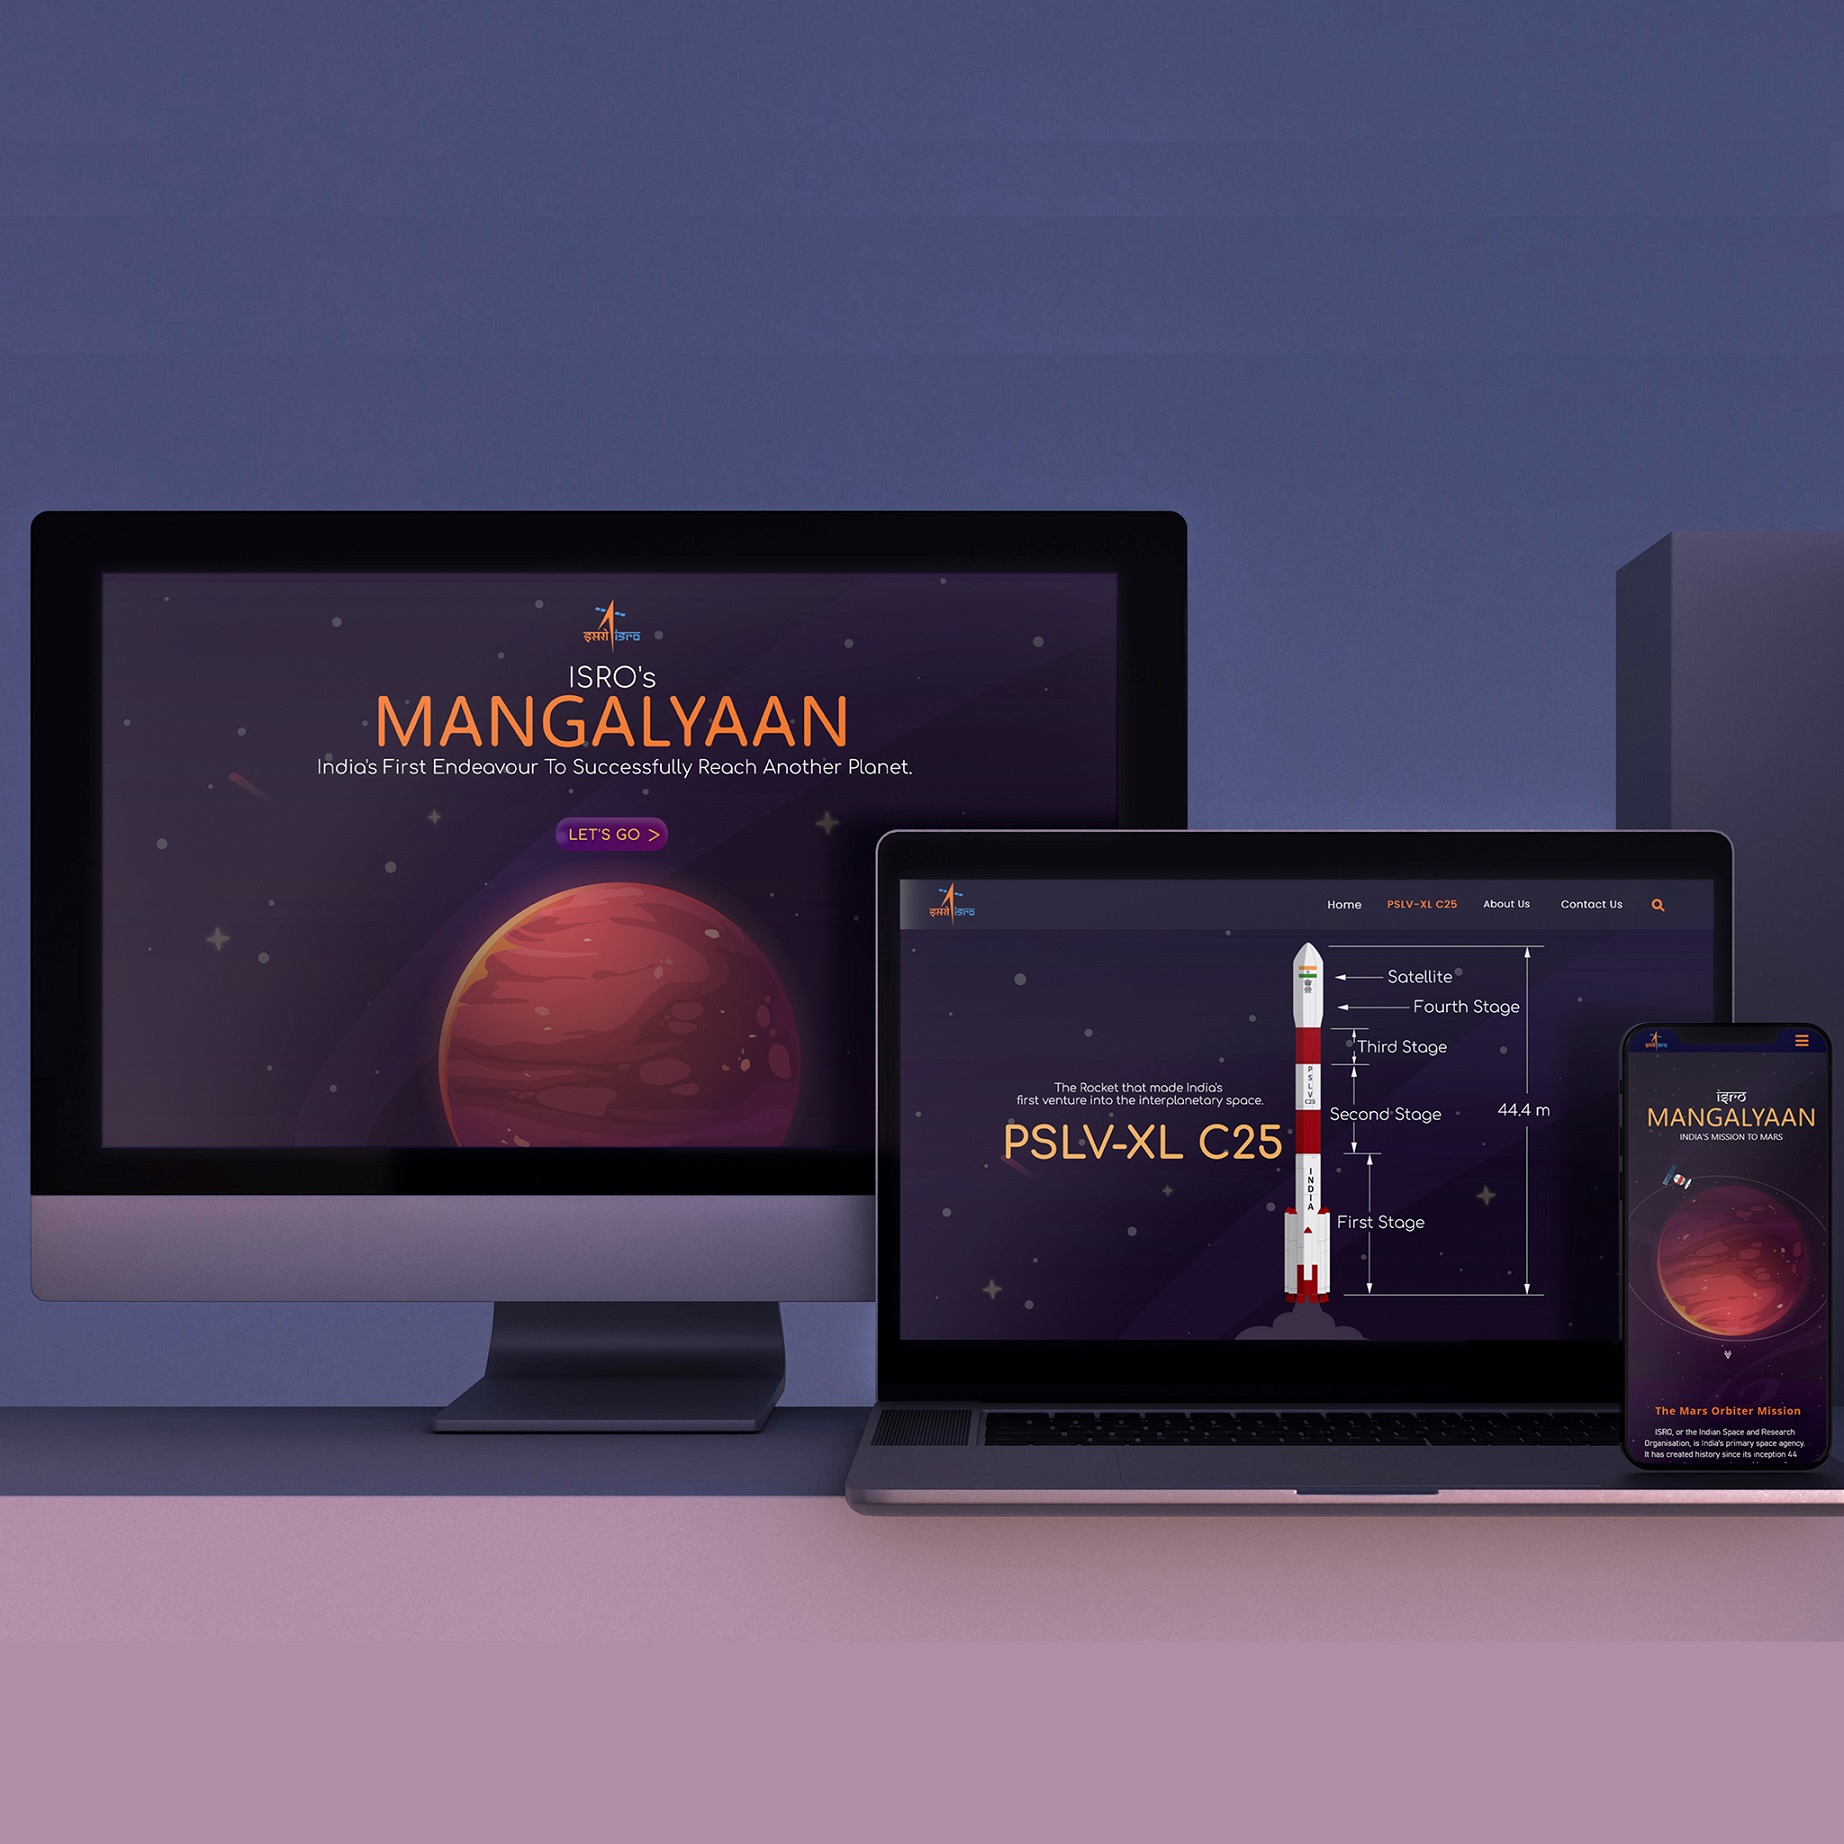 इसरो isro
ISRO's
MANGALYAAN
India's First Endeavour To Successfully Reach Another Planet.
LET'S GO >
इसरो isro
Home PSLV-XL C25 About Us Contact Us
Satellite
Fourth Stage
Third Stage
PSLV C25
Second Stage
44.4 m
The Rocket that made India's
first venture into the interplanetary space.
PSLV-XL C25
INDIA
First Stage
इसरो isro
isro
MANGALYAAN
INDIA'S MISSION TO MARS
The Mars Orbiter Mission
ISRO, or the Indian Space and Research
Organisation, is India's primary space agency.
It has created history since its inception 44